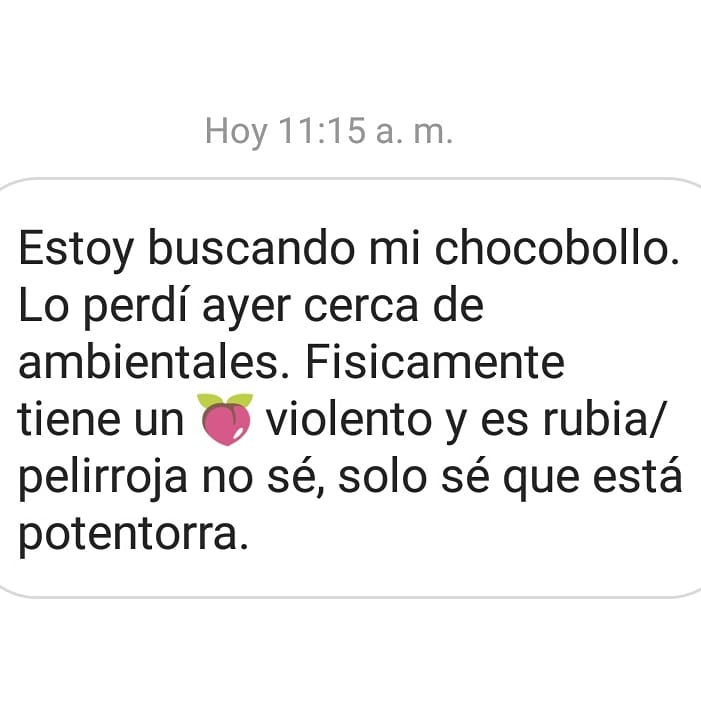 Hoy 11:15 a. m.
Estoy buscando mi chocobollo.
Lo perdí ayer cerca de
ambientales. Fisicamente
tiene un 🍑 violento y es rubia/
pelirroja no sé, solo sé que está
potentorra.